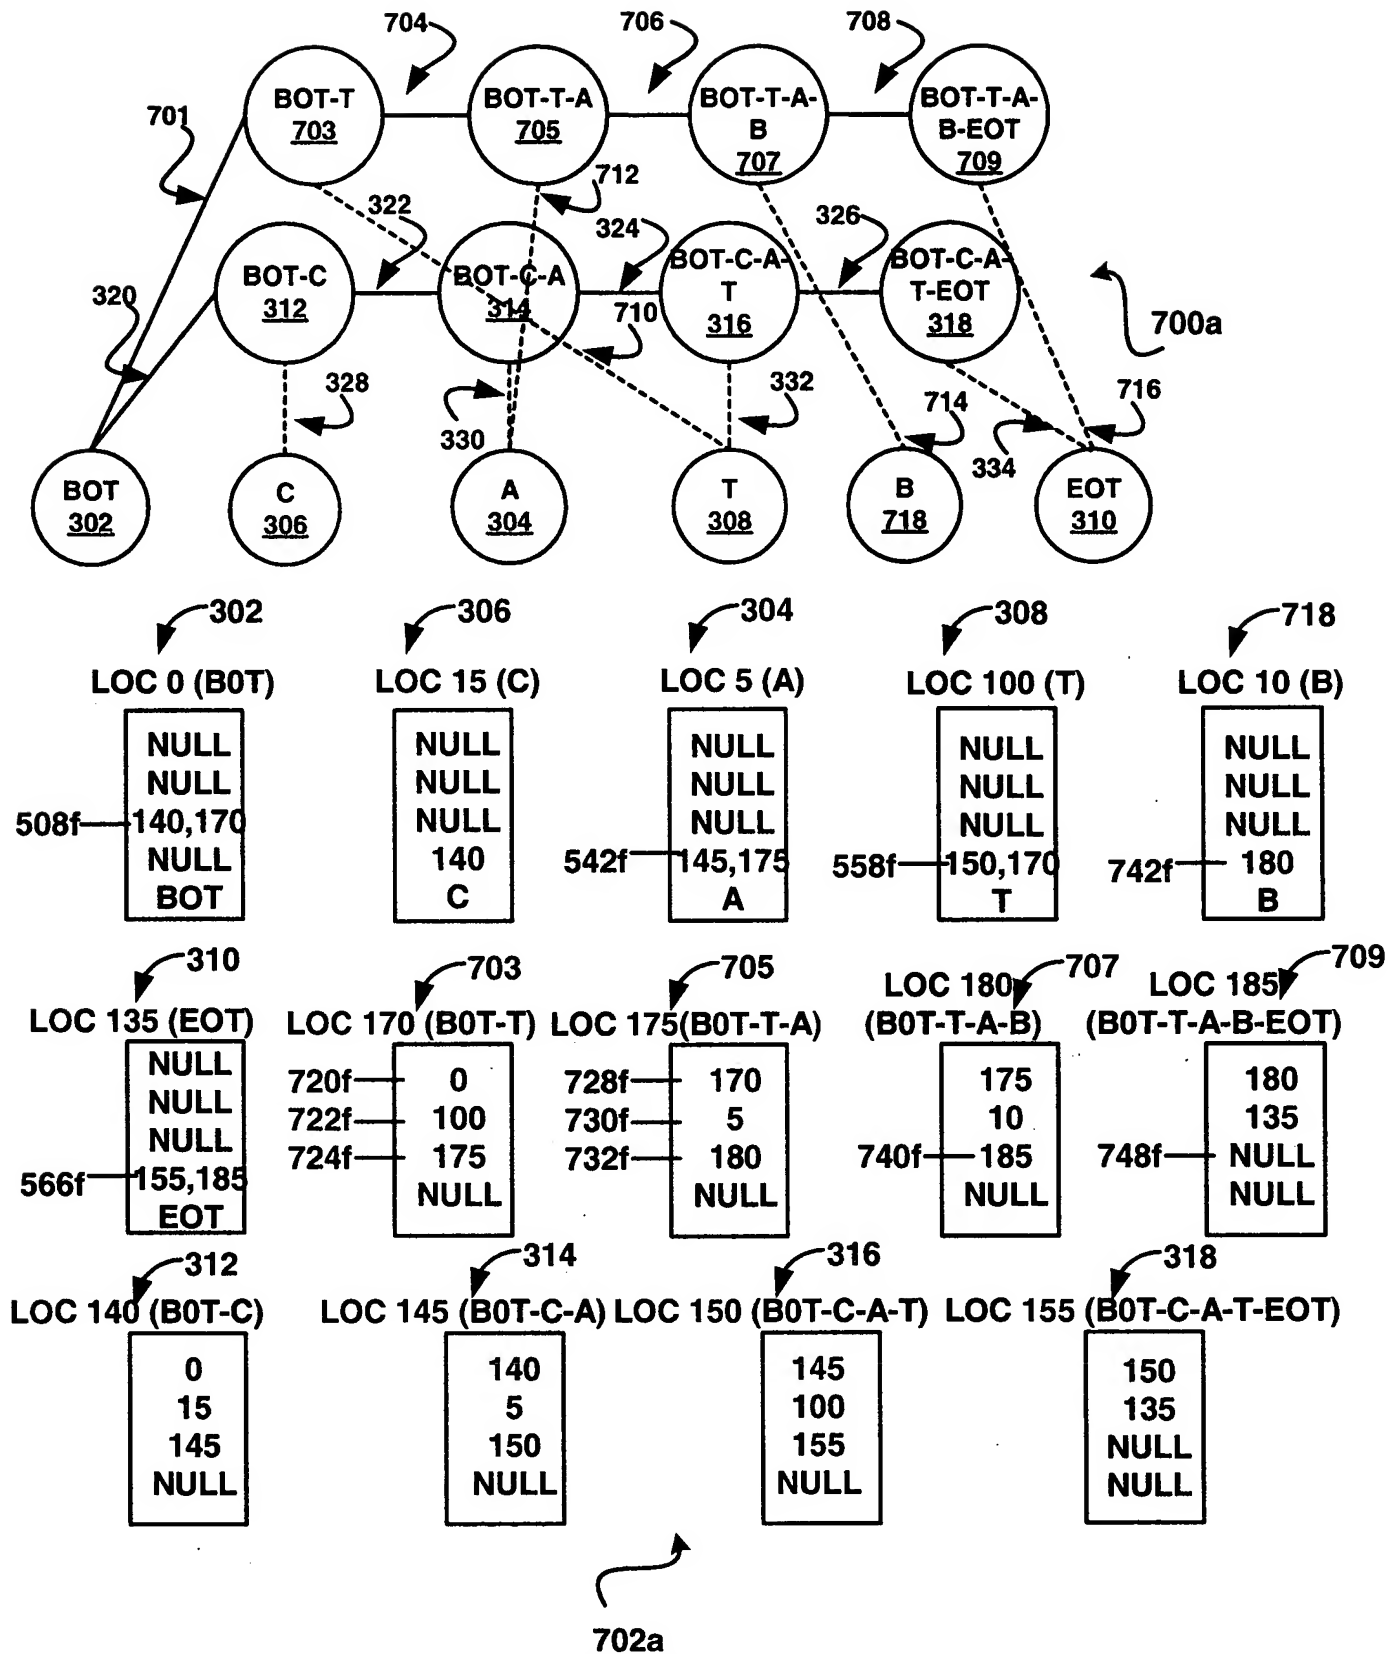 704
706
708
BOT-T
703
BOT-T-A
705
BOT-T-A-
B
707
BOT-T-A-
B-EOT
709
701
712
322
324
326
BOT-C
312
BOT-C-A
314
BOT-C-A-
T
316
BOT-C-A-
T-EOT
318
320
710
700a
328
330
332
714
334
716
BOT
302
C
306
A
304
T
308
B
718
EOT
310
302
306
304
308
718
LOC 0 (B0T)
LOC 15 (C)
LOC 5 (A)
LOC 100 (T)
LOC 10 (B)
NULL
NULL
508f
140,170
NULL
BOT
NULL
NULL
NULL
140
C
NULL
NULL
NULL
542f
145,175
A
NULL
NULL
NULL
558f
150,170
T
NULL
NULL
NULL
742f
180
B
310
703
705
707
709
LOC 135 (EOT)
LOC 170 (B0T-T)
LOC 175(B0T-T-A)
LOC 180
(B0T-T-A-B)
LOC 185
(B0T-T-A-B-EOT)
NULL
NULL
NULL
566f
155,185
EOT
720f
0
722f
100
724f
175
NULL
728f
170
730f
5
732f
180
NULL
175
10
740f
185
NULL
180
135
748f
NULL
NULL
312
314
316
318
LOC 140 (B0T-C)
LOC 145 (B0T-C-A)
LOC 150 (B0T-C-A-T)
LOC 155 (B0T-C-A-T-EOT)
0
15
145
NULL
140
5
150
NULL
145
100
155
NULL
150
135
NULL
NULL
702a